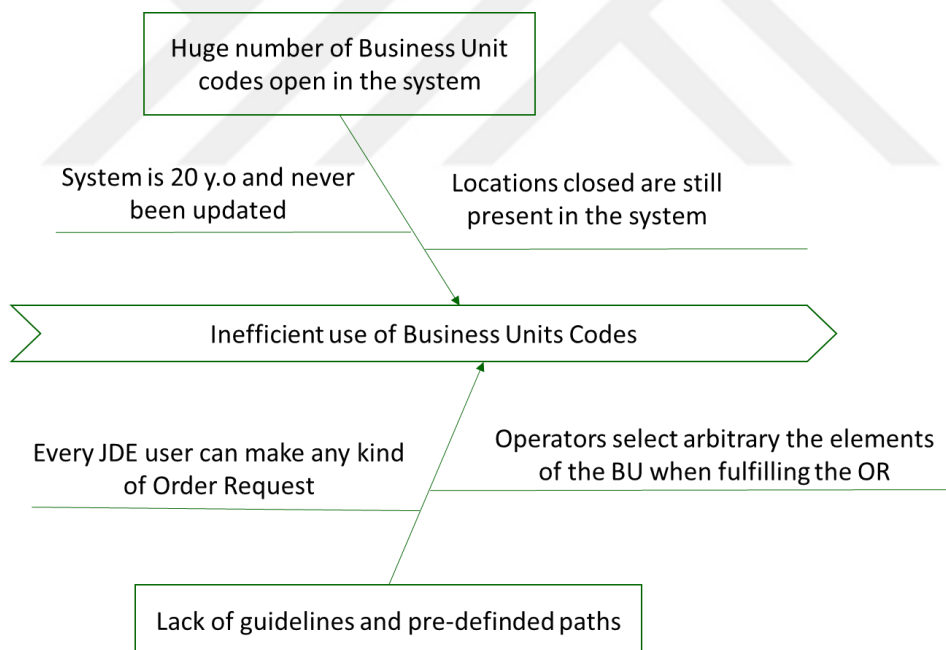 Huge number of Business Unit
codes open in the system
System is 20 y.o and never
been updated
Locations closed are still
present in the system
Inefficient use of Business Units Codes
Every JDE user can make any kind
of Order Request
Operators select arbitrary the elements
of the BU when fulfilling the OR
Lack of guidelines and pre-definded paths